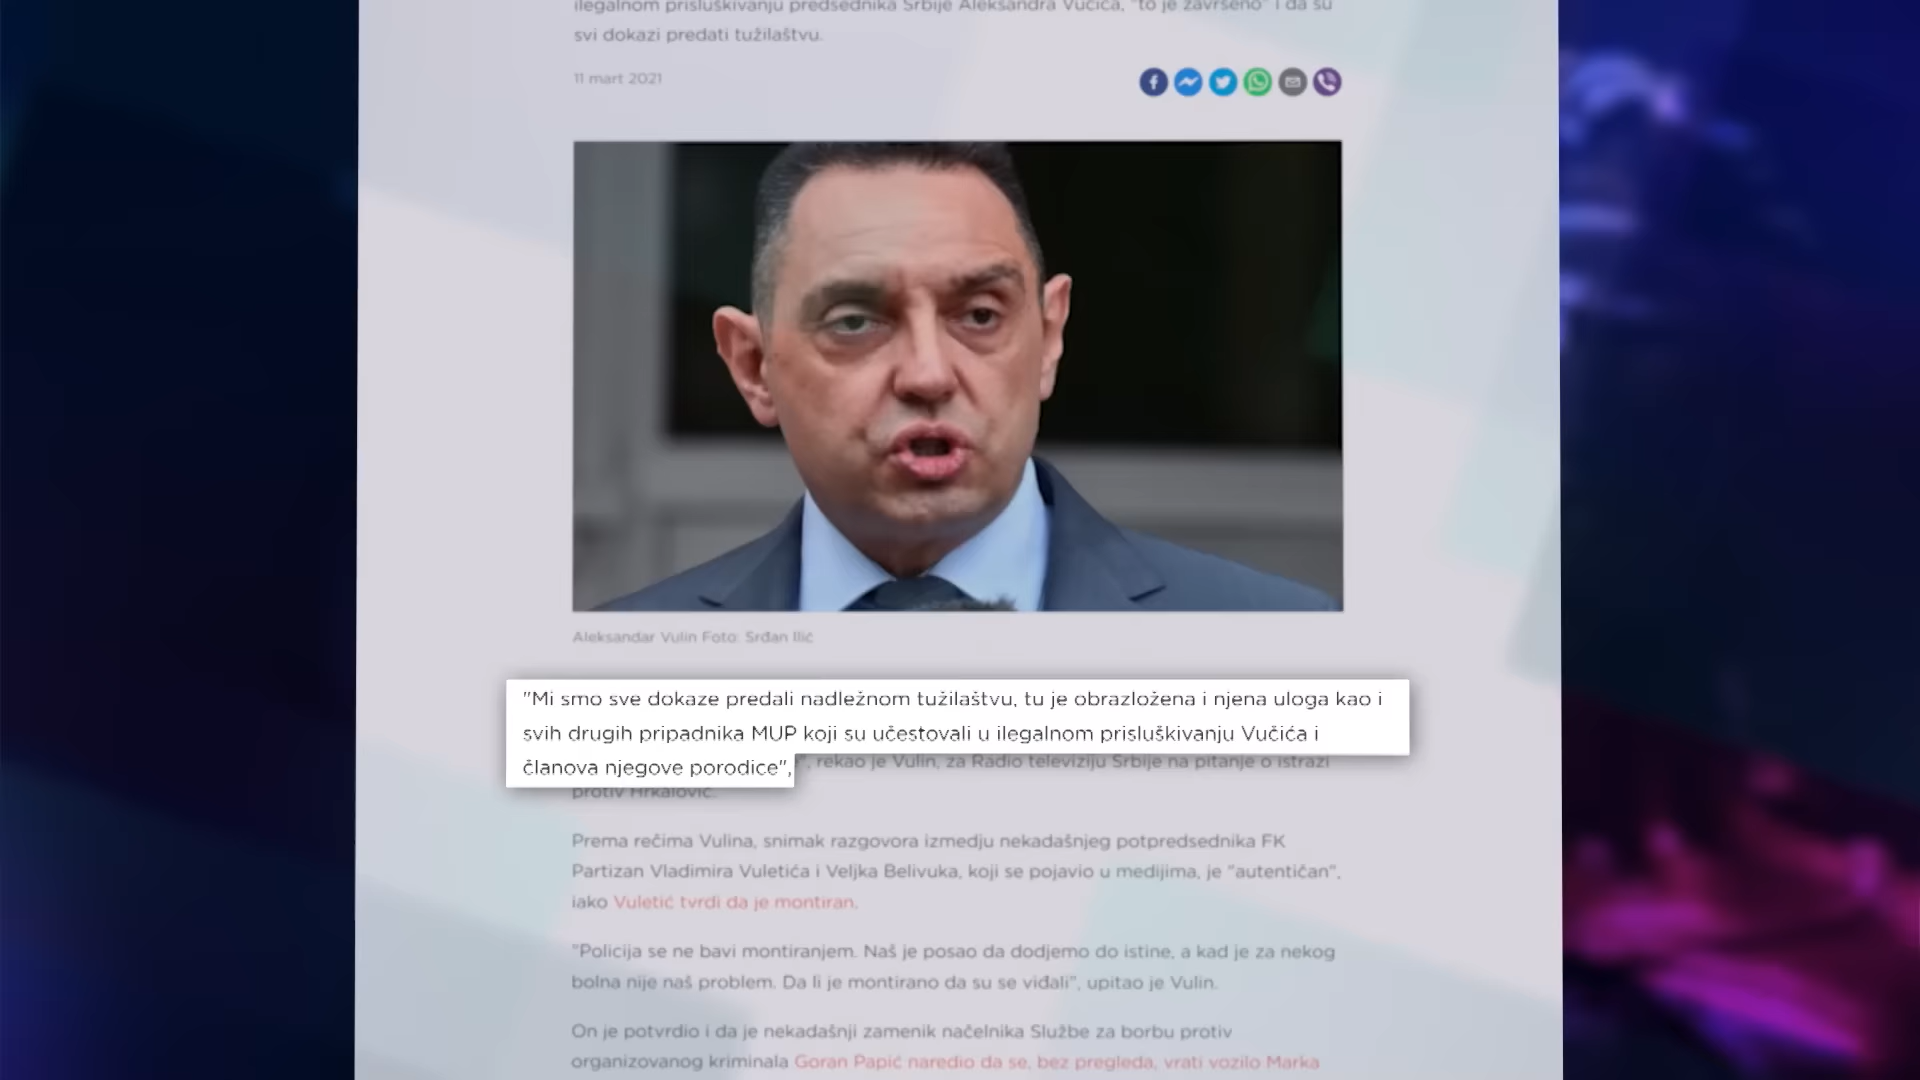 ilegalnom prisluškivanju predsednika Srbije Aleksandra Vučića, "to je završeno" i da su
svi dokazi predati tužilaštvu.
11 mart 2021
Aleksandar Vulin Foto: Srđan Ilić
"Mi smo sve dokaze predali nadležnom tužilaštvu, tu je obrazložena i njena uloga kao i
svih drugih pripadnika MUP koji su učestovali u ilegalnom prisluškivanju Vučića i
članova njegove porodice",
", rekao je Vulin, za Radio televiziju Srbije na pitanje o istrazi
protiv Hrkalović.
Prema rečima Vulina, snimak razgovora izmedju nekadašnjeg potpredsednika FK
Partizan Vladimira Vuletića i Veljka Belivuka, koji se pojavio u medijima, je "autentičan",
iako Vuletić tvrdi da je montiran.
"Policija se ne bavi montiranjem. Naš je posao da dodjemo do istine, a kad je za nekog
bolna nije naš problem. Da li je montirano da su se viđali", upitao je Vulin.
On je potvrdio i da je nekadašnji zamenik načelnika Službe za borbu protiv
organizovanog kriminala Goran Papić naredio da se, bez pregleda, vrati vozilo Marka